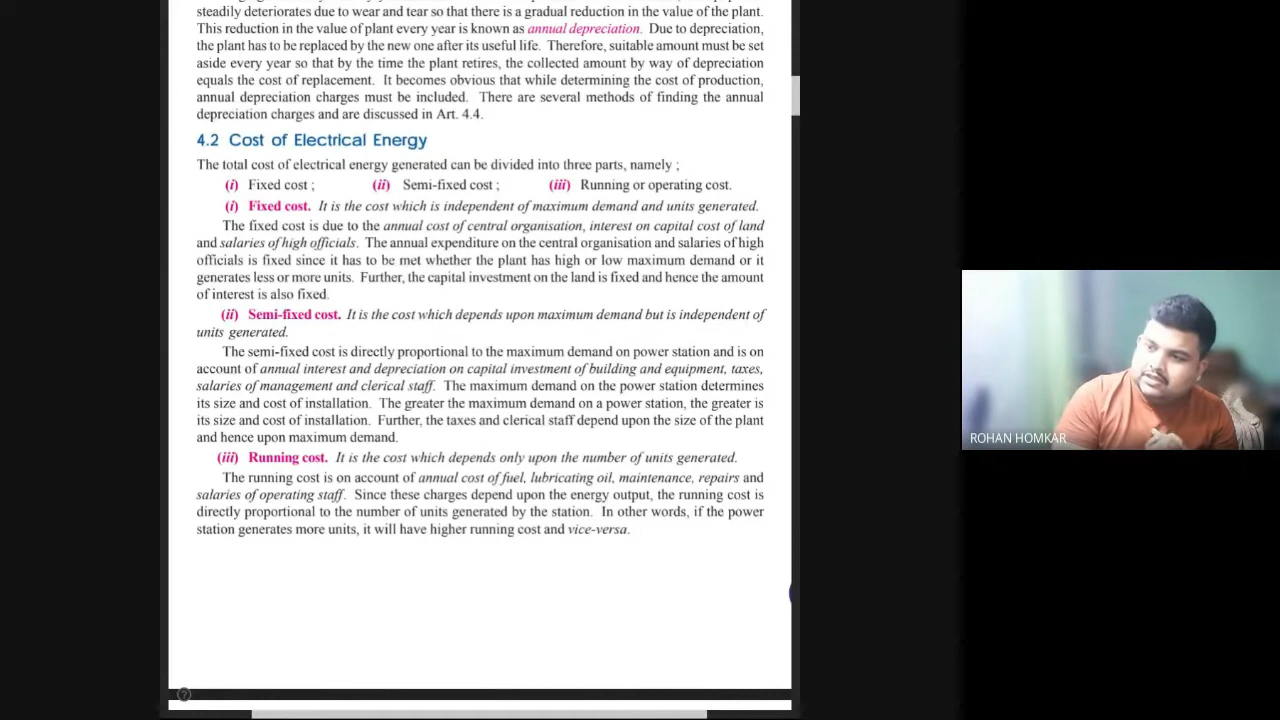 steadily deteriorates due to wear and tear so that there is a gradual reduction in the value of the plant.
This reduction in the value of plant every year is known as annual depreciation. Due to depreciation,
the plant has to be replaced by the new one after its useful life. Therefore, suitable amount must be set
aside every year so that by the time the plant retires, the collected amount by way of depreciation
equals the cost of replacement. It becomes obvious that while determining the cost of production,
annual depreciation charges must be included. There are several methods of finding the annual
depreciation charges and are discussed in Art. 4.4.
4.2 Cost of Electrical Energy
The total cost of electrical energy generated can be divided into three parts, namely ;
(i) Fixed cost ; (ii) Semi-fixed cost ; (iii) Running or operating cost.
(i) Fixed cost. It is the cost which is independent of maximum demand and units generated.
The fixed cost is due to the annual cost of central organisation, interest on capital cost of land
and salaries of high officials. The annual expenditure on the central organisation and salaries of high
officials is fixed since it has to be met whether the plant has high or low maximum demand or it
generates less or more units. Further, the capital investment on the land is fixed and hence the amount
of interest is also fixed.
(ii) Semi-fixed cost. It is the cost which depends upon maximum demand but is independent of
units generated.
The semi-fixed cost is directly proportional to the maximum demand on power station and is on
account of annual interest and depreciation on capital investment of building and equipment, taxes,
salaries of management and clerical staff. The maximum demand on the power station determines
its size and cost of installation. The greater the maximum demand on a power station, the greater is
its size and cost of installation. Further, the taxes and clerical staff depend upon the size of the plant
and hence upon maximum demand.
(iii) Running cost. It is the cost which depends only upon the number of units generated.
The running cost is on account of annual cost of fuel, lubricating oil, maintenance, repairs and
salaries of operating staff. Since these charges depend upon the energy output, the running cost is
directly proportional to the number of units generated by the station. In other words, if the power
station generates more units, it will have higher running cost and vice-versa.
ROHAN HOMKAR